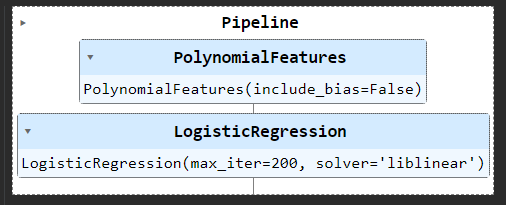 Pipeline
PolynomialFeatures
PolynomialFeatures(include_bias=False)
LogisticRegression
LogisticRegression(max_iter=200, solver='liblinear')